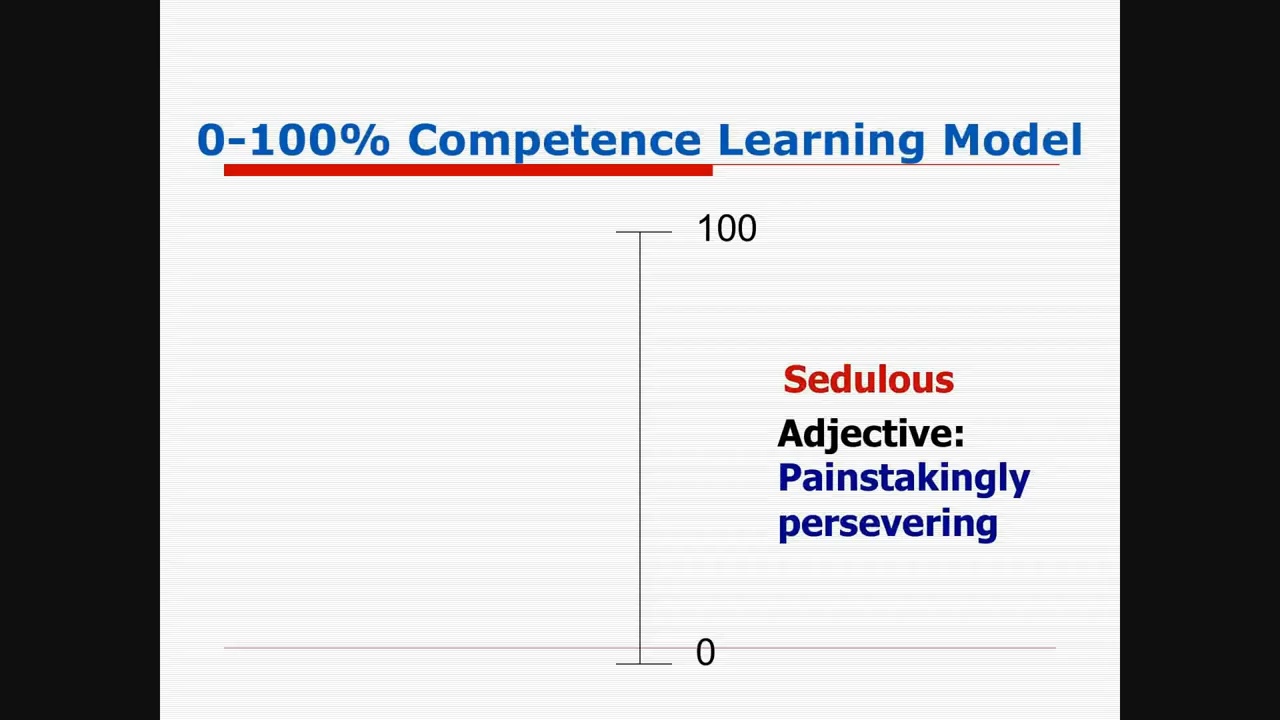 0-100% Competence Learning Model
100
Sedulous
Adjective:
Painstakingly
persevering
0